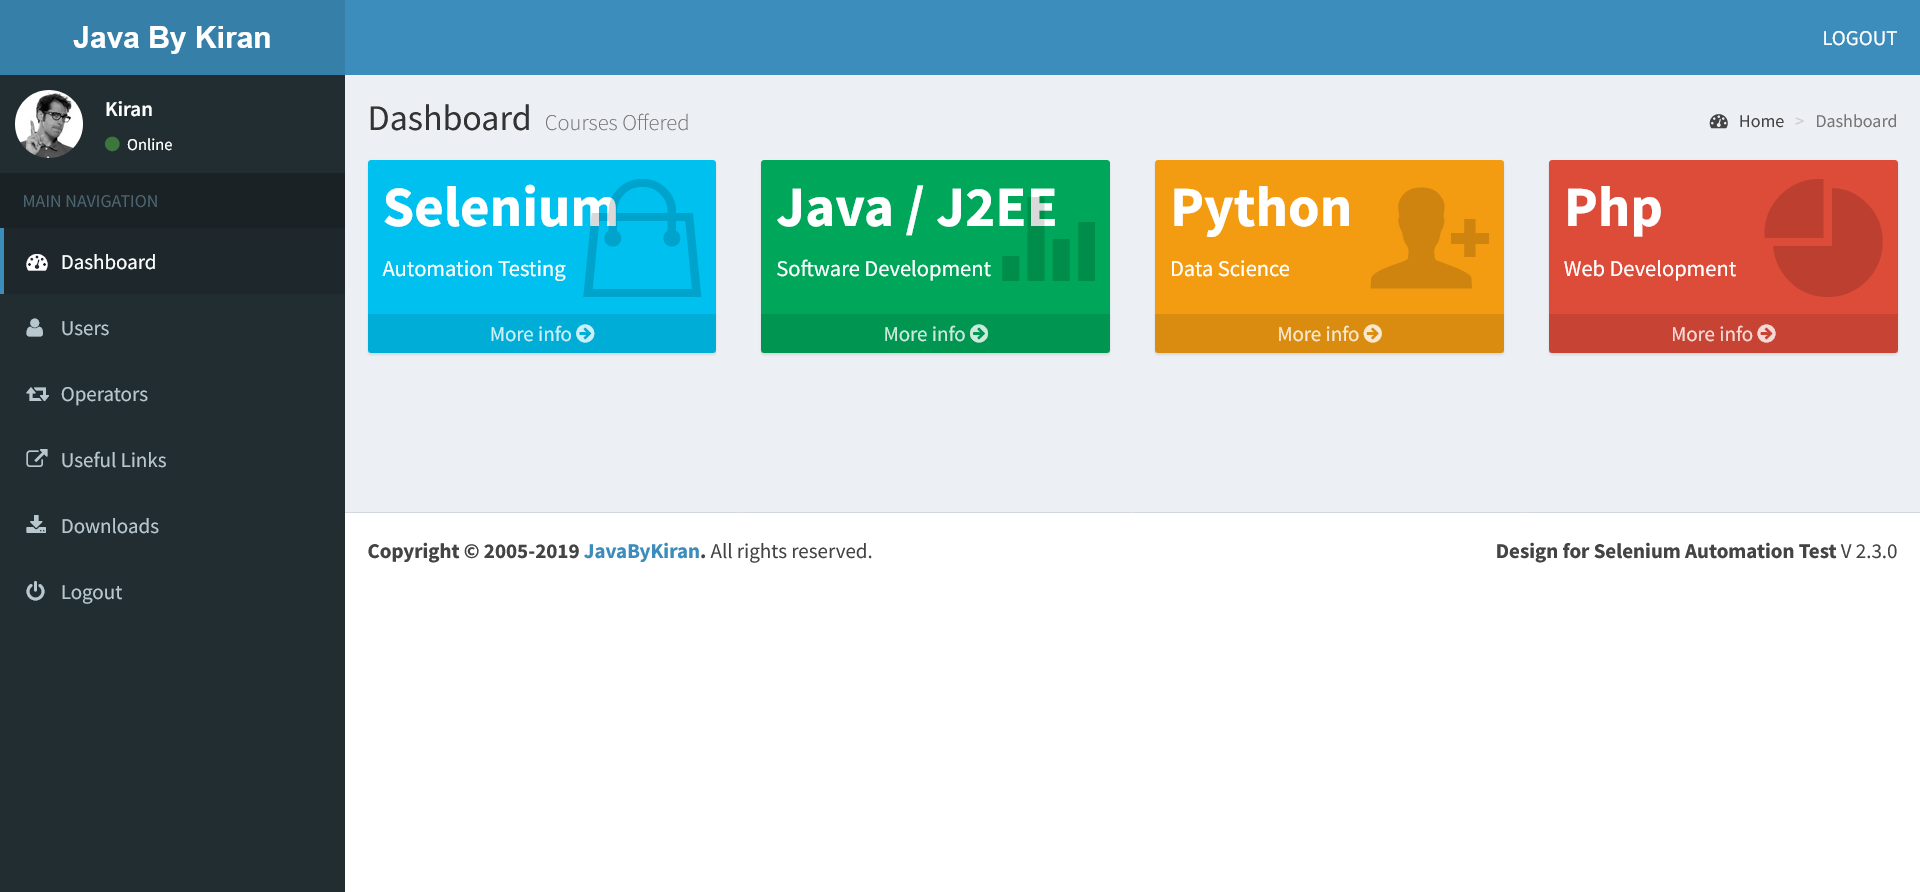 Java By Kiran
LOGOUT
Kiran
Online
MAIN NAVIGATION
Dashboard
Users
Operators
Useful Links
Downloads
Logout
Dashboard Courses Offered
Home > Dashboard
Selenium
Automation Testing
More info
Java / J2EE
Software Development
More info
Python
Data Science
More info
Php
Web Development
More info
Copyright © 2005-2019 JavaByKiran. All rights reserved.
Design for Selenium Automation Test V 2.3.0